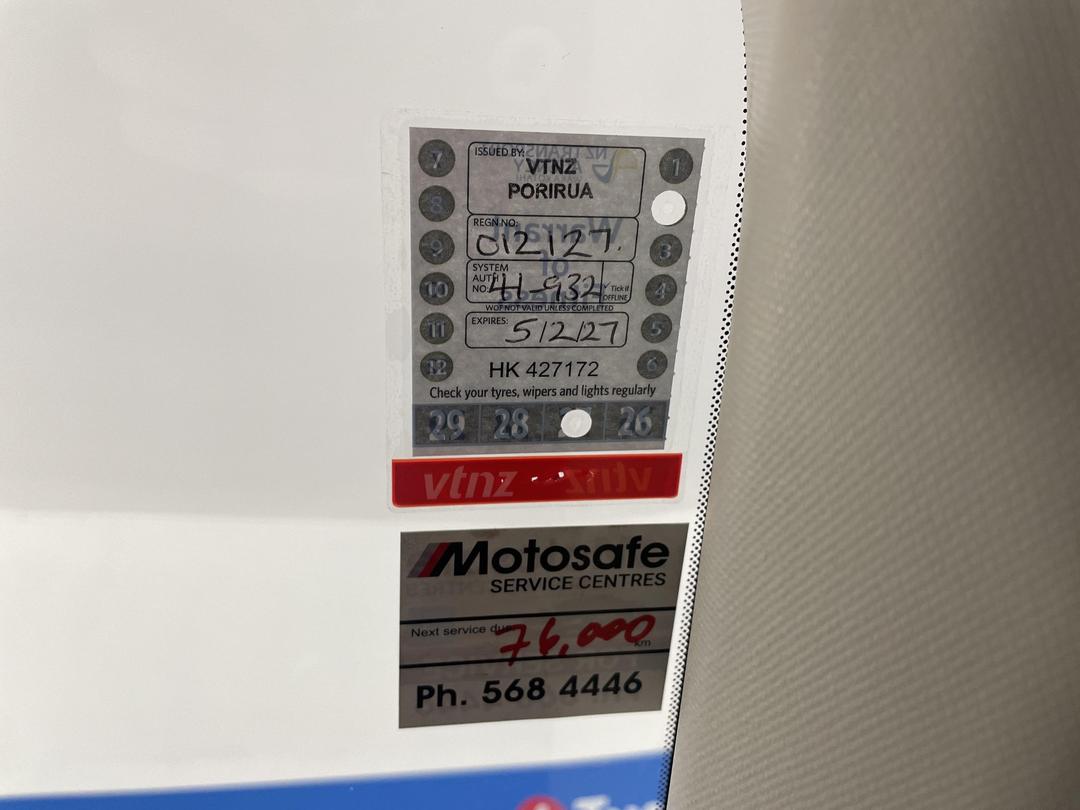 7
8
9
10
11
12
1
3
4
5
6
ISSUED BY:
VTNZ
PORIRUA
REGN NO:
SYSTEM
AUTH
NO: 41-932
Tick if
OFFLINE
WOF NOT VALID UNLESS COMPLETED
EXPIRES: 5/2/27
HK 427172
Check your tyres, wipers and lights regularly
29 28 26
vtnz
Motosafe
SERVICE CENTRES
Next service due
76,000 km
Ph. 568 4446